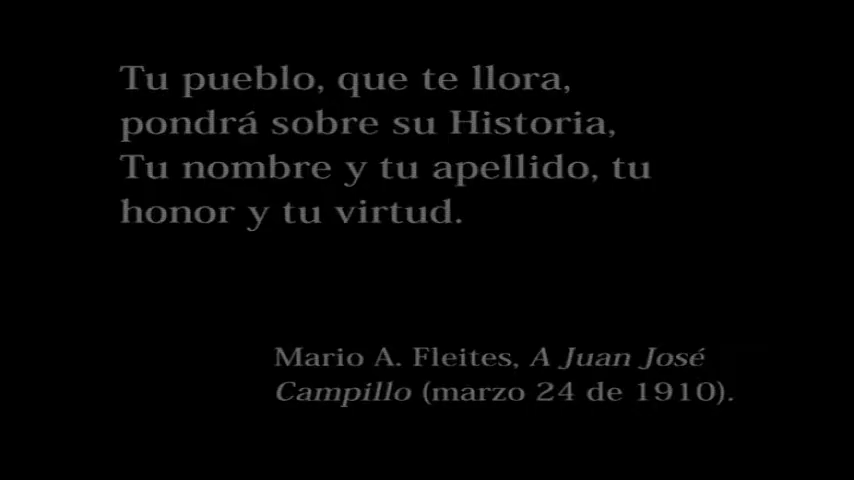 Tu pueblo, que te llora,
pondrá sobre su Historia,
Tu nombre y tu apellido, tu
honor y tu virtud.
Mario A. Fleites, A Juan José
Campillo (marzo 24 de 1910).